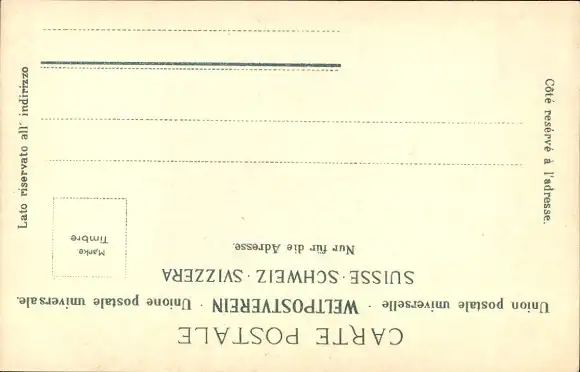 CARTE POSTALE
Union postale universelle · WELTPOSTVEREIN · Unione postale universale.
SUISSE·SCHWEIZ·SVIZZERA
Nur für die Adresse.
Marke.
Timbre
Côté resérvé à l'adresse.
Lato riservato all' indirizzo